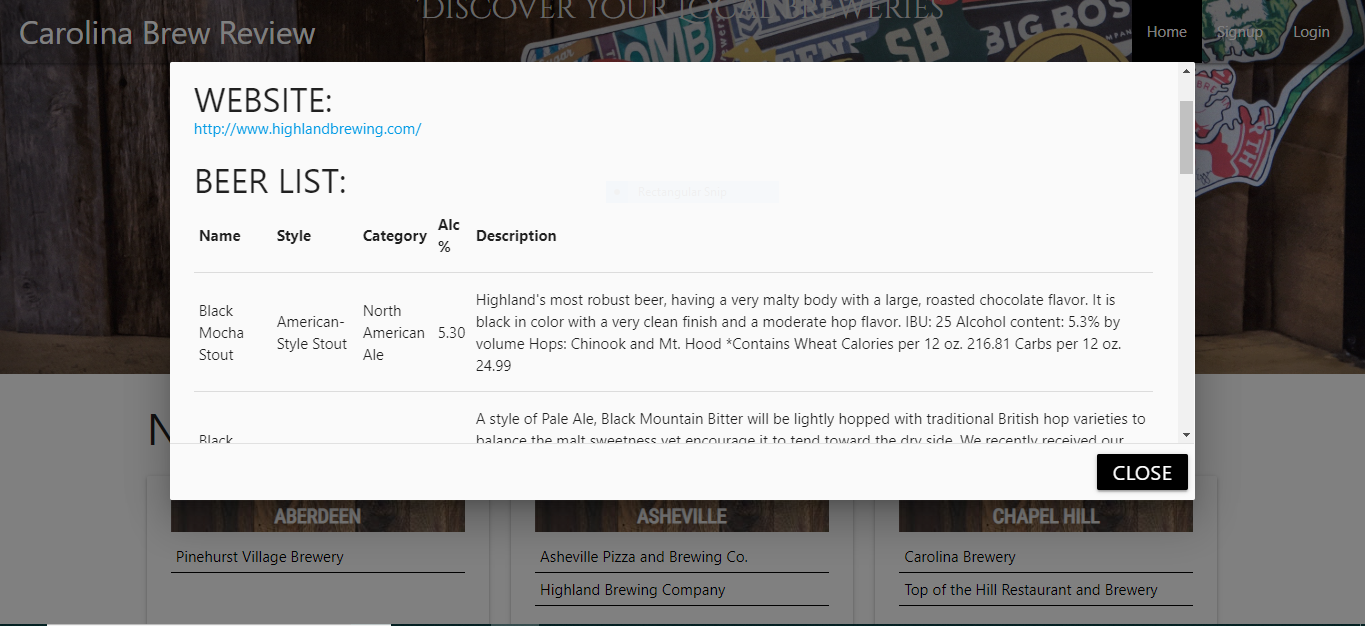 DISCOVER YOUR LOCAL BREWERIES
Carolina Brew Review
Home
Signup
Login
BIG BOSS
SB
WEBSITE:
http://www.highlandbrewing.com/
BEER LIST:
Rectangular Snip
Name Style Category Alc
%
Description
Black
Mocha
Stout
American-
Style Stout
North
American
Ale
5.30
Highland's most robust beer, having a very malty body with a large, roasted chocolate flavor. It is
black in color with a very clean finish and a moderate hop flavor. IBU: 25 Alcohol content: 5.3% by
volume Hops: Chinook and Mt. Hood *Contains Wheat Calories per 12 oz. 216.81 Carbs per 12 oz.
24.99
Black
A style of Pale Ale, Black Mountain Bitter will be lightly hopped with traditional British hop varieties to
balance the malt sweetness yet encourage it to tend toward the dry side. We recently received our
CLOSE
N
ABERDEEN
Pinehurst Village Brewery
ASHEVILLE
Asheville Pizza and Brewing Co.
Highland Brewing Company
CHAPEL HILL
Carolina Brewery
Top of the Hill Restaurant and Brewery